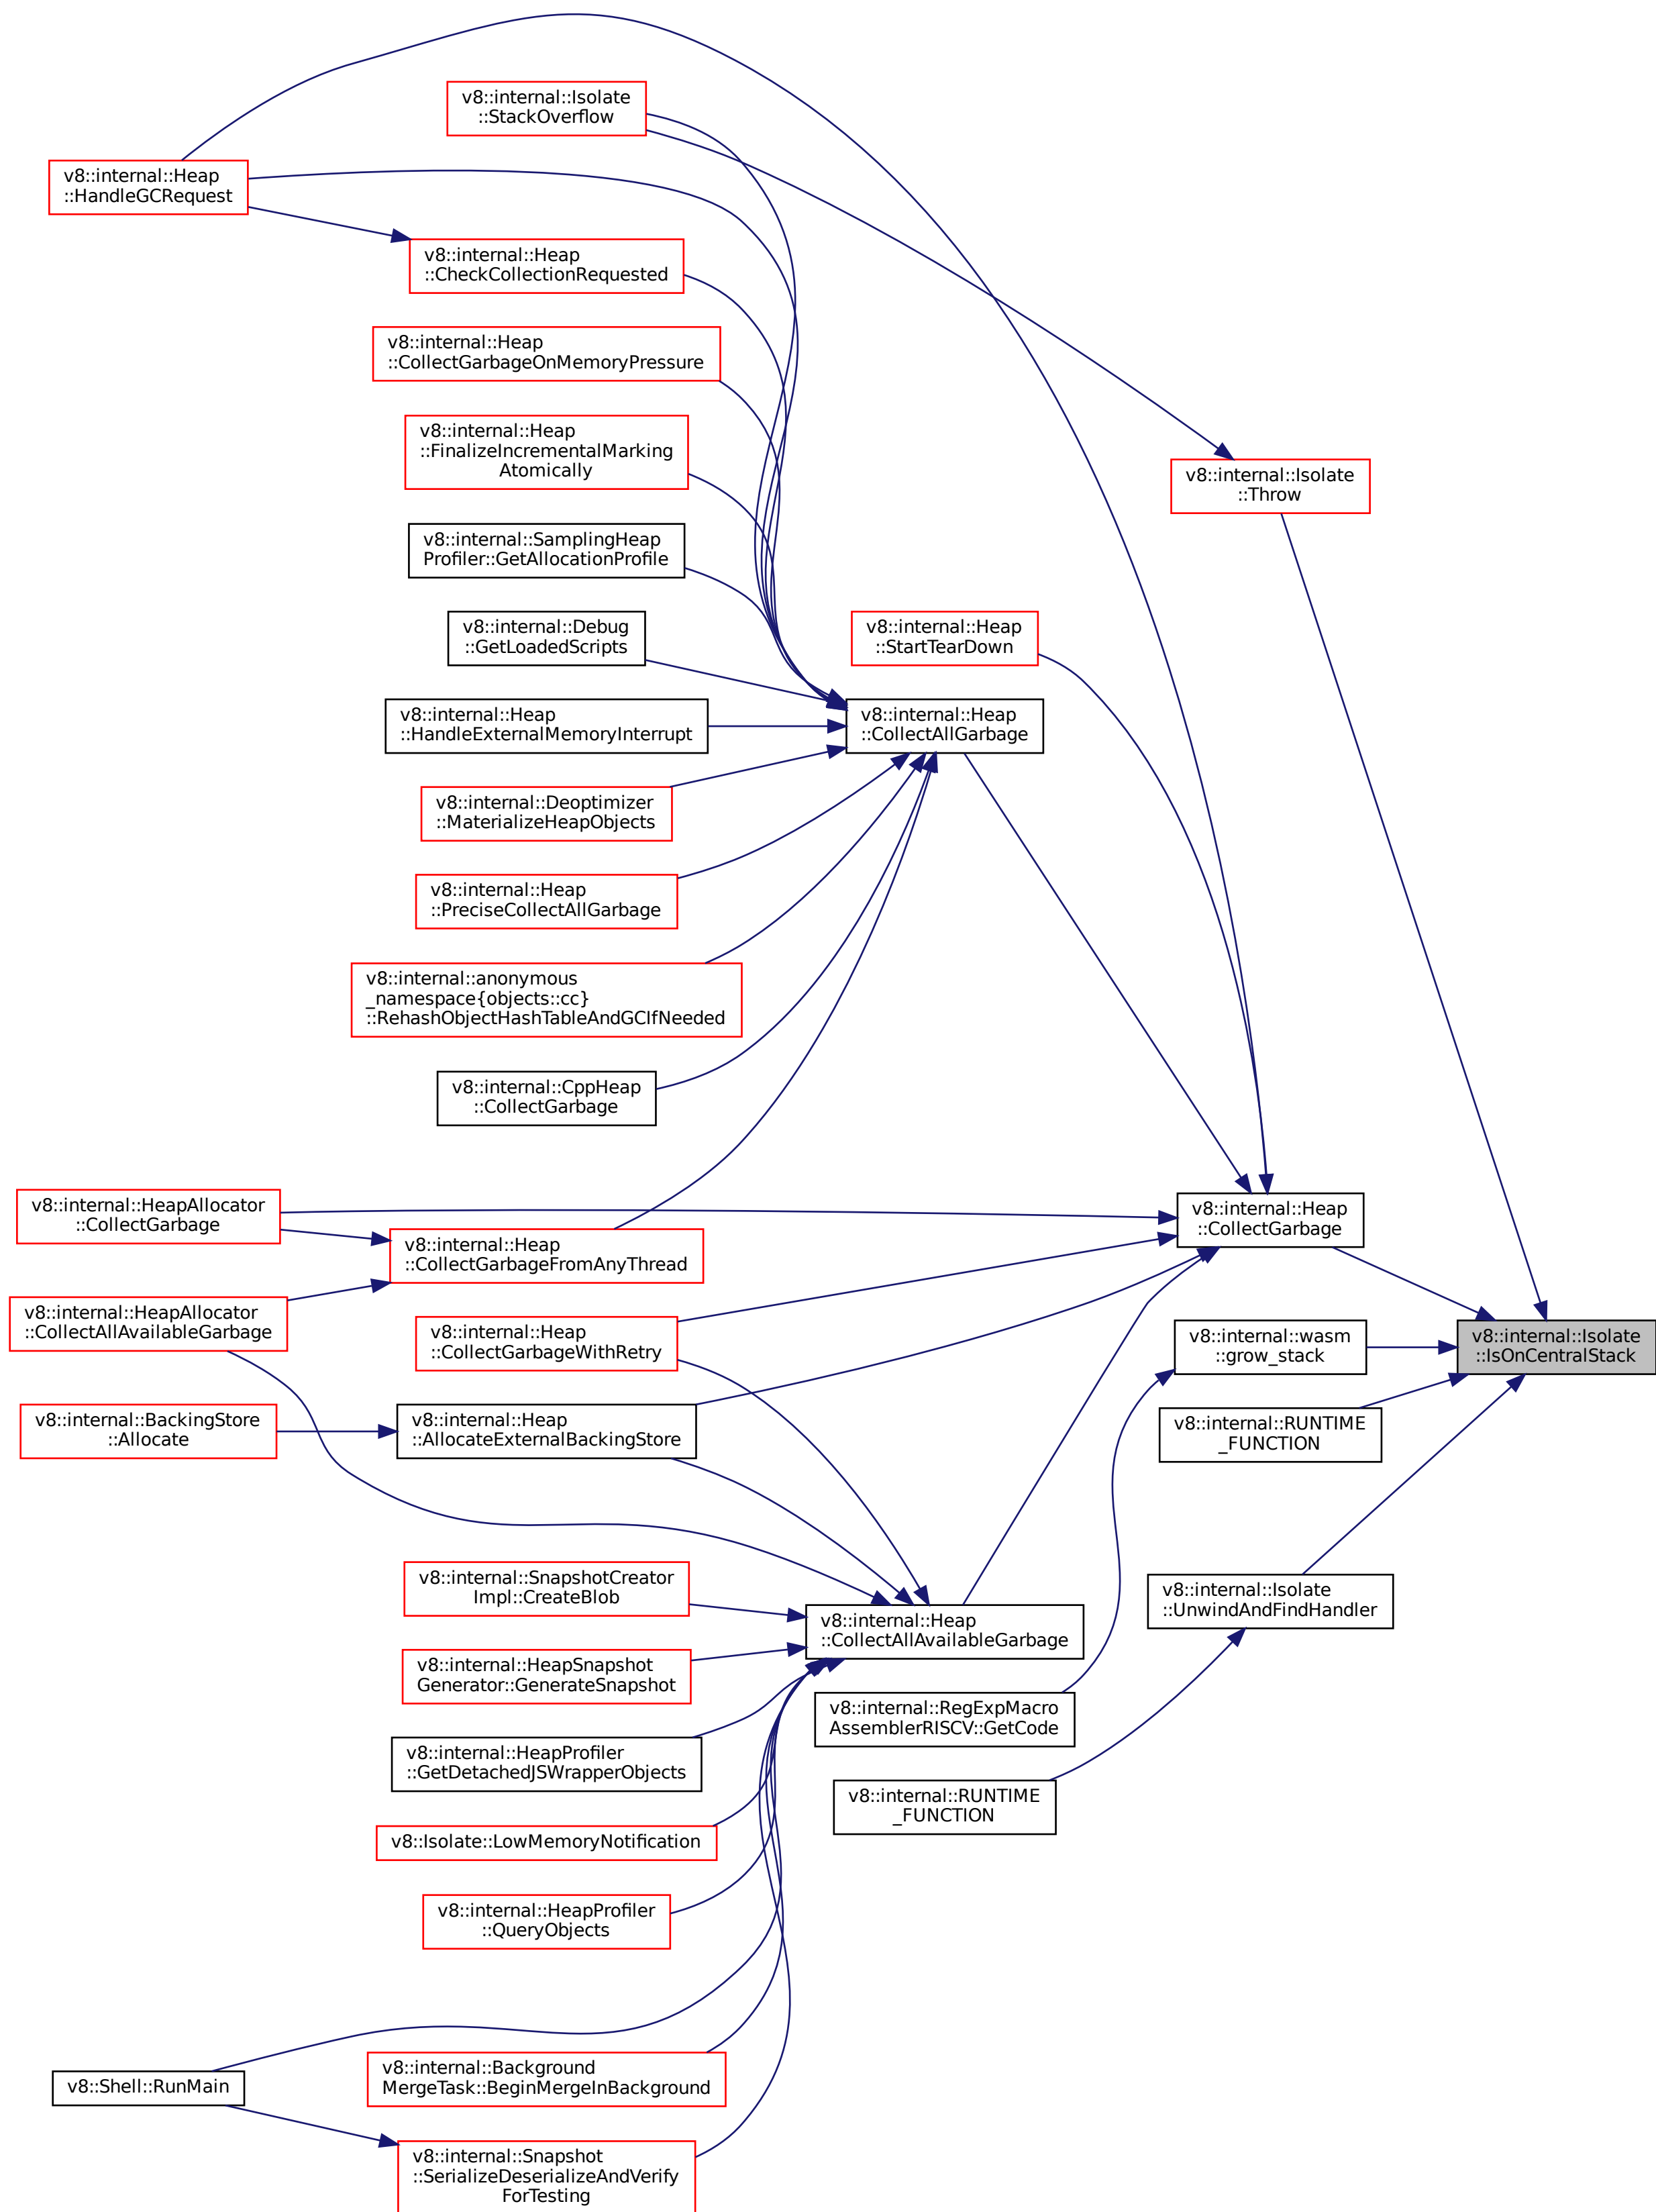 v8::internal::Isolate
::StackOverflow
v8::internal::Heap
::HandleGCRequest
v8::internal::Heap
::CheckCollectionRequested
v8::internal::Heap
::CollectGarbageOnMemoryPressure
v8::internal::Heap
::FinalizeIncrementalMarking
Atomically
v8::internal::Isolate
::Throw
v8::internal::SamplingHeap
Profiler::GetAllocationProfile
v8::internal::Debug
::GetLoadedScripts
v8::internal::Heap
::StartTearDown
v8::internal::Heap
::HandleExternalMemoryInterrupt
v8::internal::Heap
::CollectAllGarbage
v8::internal::Deoptimizer
::MaterializeHeapObjects
v8::internal::Heap
::PreciseCollectAllGarbage
v8::internal::anonymous
_namespace{objects::cc}
::RehashObjectHashTableAndGCIfNeeded
v8::internal::CppHeap
::CollectGarbage
v8::internal::HeapAllocator
::CollectGarbage
v8::internal::Heap
::CollectGarbage
v8::internal::Heap
::CollectGarbageFromAnyThread
v8::internal::HeapAllocator
::CollectAllAvailableGarbage
v8::internal::Heap
::CollectGarbageWithRetry
v8::internal::wasm
::grow_stack
v8::internal::Isolate
::IsOnCentralStack
v8::internal::BackingStore
::Allocate
v8::internal::Heap
::AllocateExternalBackingStore
v8::internal::RUNTIME
_FUNCTION
v8::internal::SnapshotCreator
Impl::CreateBlob
v8::internal::Isolate
::UnwindAndFindHandler
v8::internal::Heap
::CollectAllAvailableGarbage
v8::internal::HeapSnapshot
Generator::GenerateSnapshot
v8::internal::RegExpMacro
AssemblerRISCV::GetCode
v8::internal::HeapProfiler
::GetDetachedJSWrapperObjects
v8::internal::RUNTIME
_FUNCTION
v8::Isolate::LowMemoryNotification
v8::internal::HeapProfiler
::QueryObjects
v8::internal::Background
MergeTask::BeginMergeInBackground
v8::Shell::RunMain
v8::internal::Snapshot
::SerializeDeserializeAndVerify
ForTesting